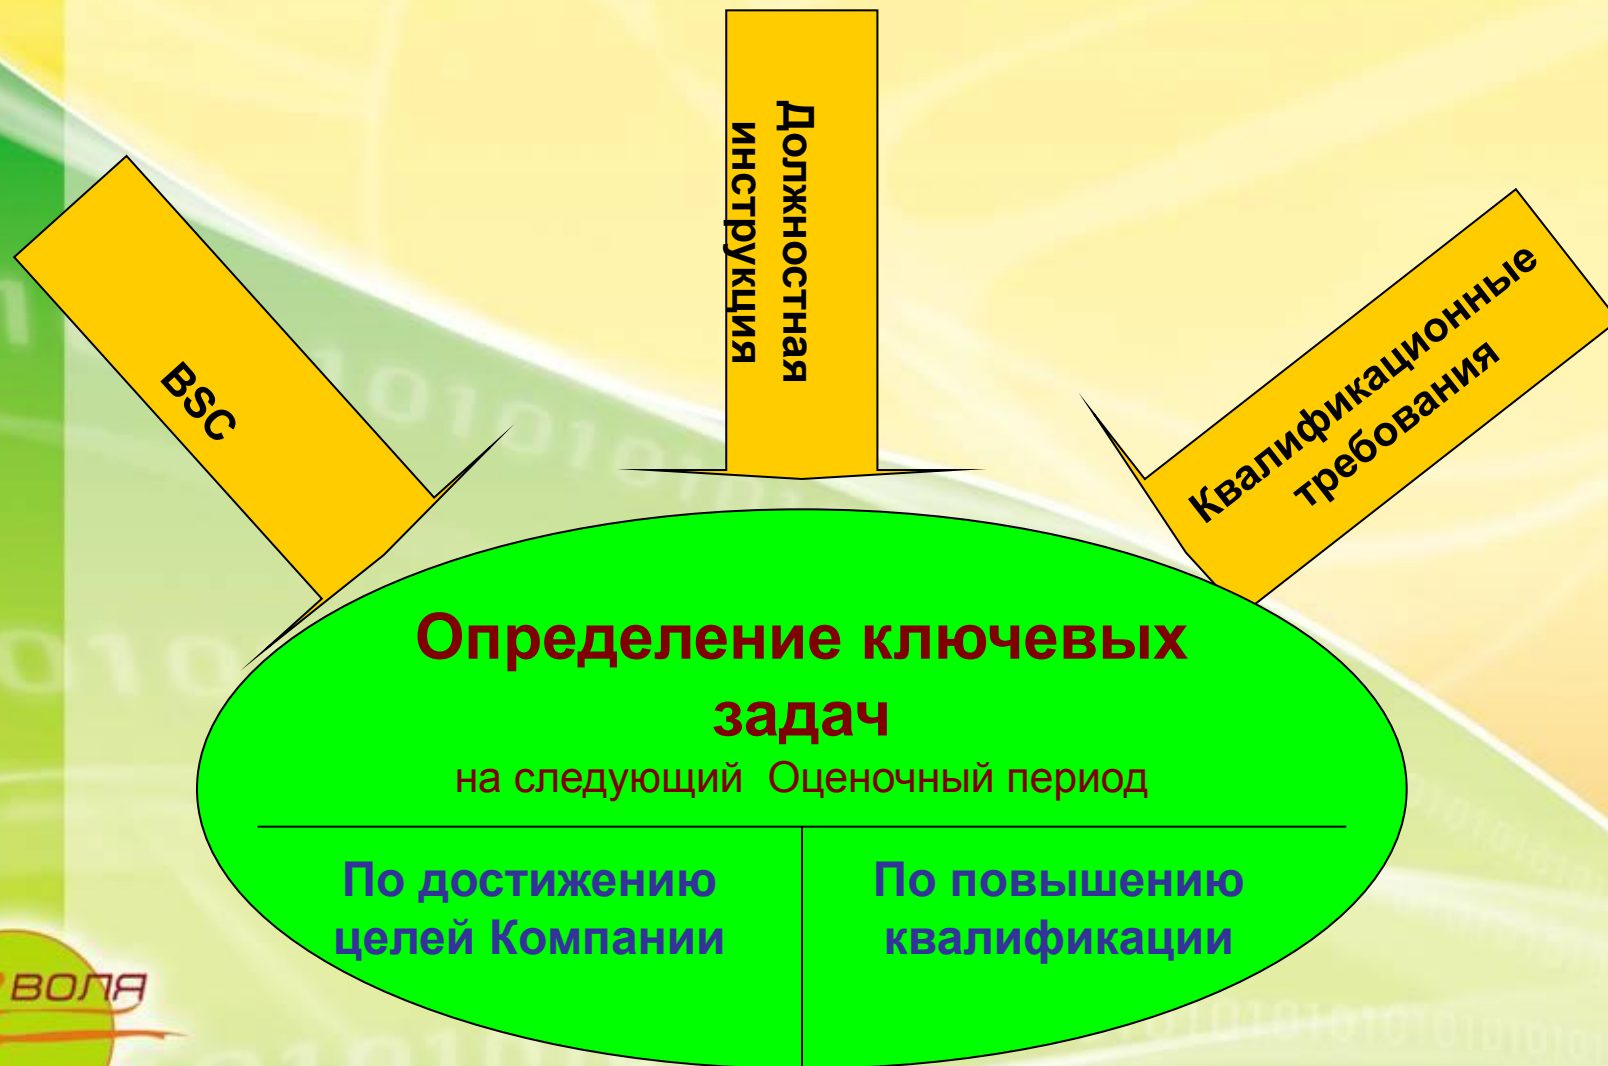 BSC
Должностная
инструкция
Квалификационные
требования
Определение ключевых
задач
на следующий  Оценочный период
По достижению
целей Компании
По повышению
квалификации
ВОЛЯ